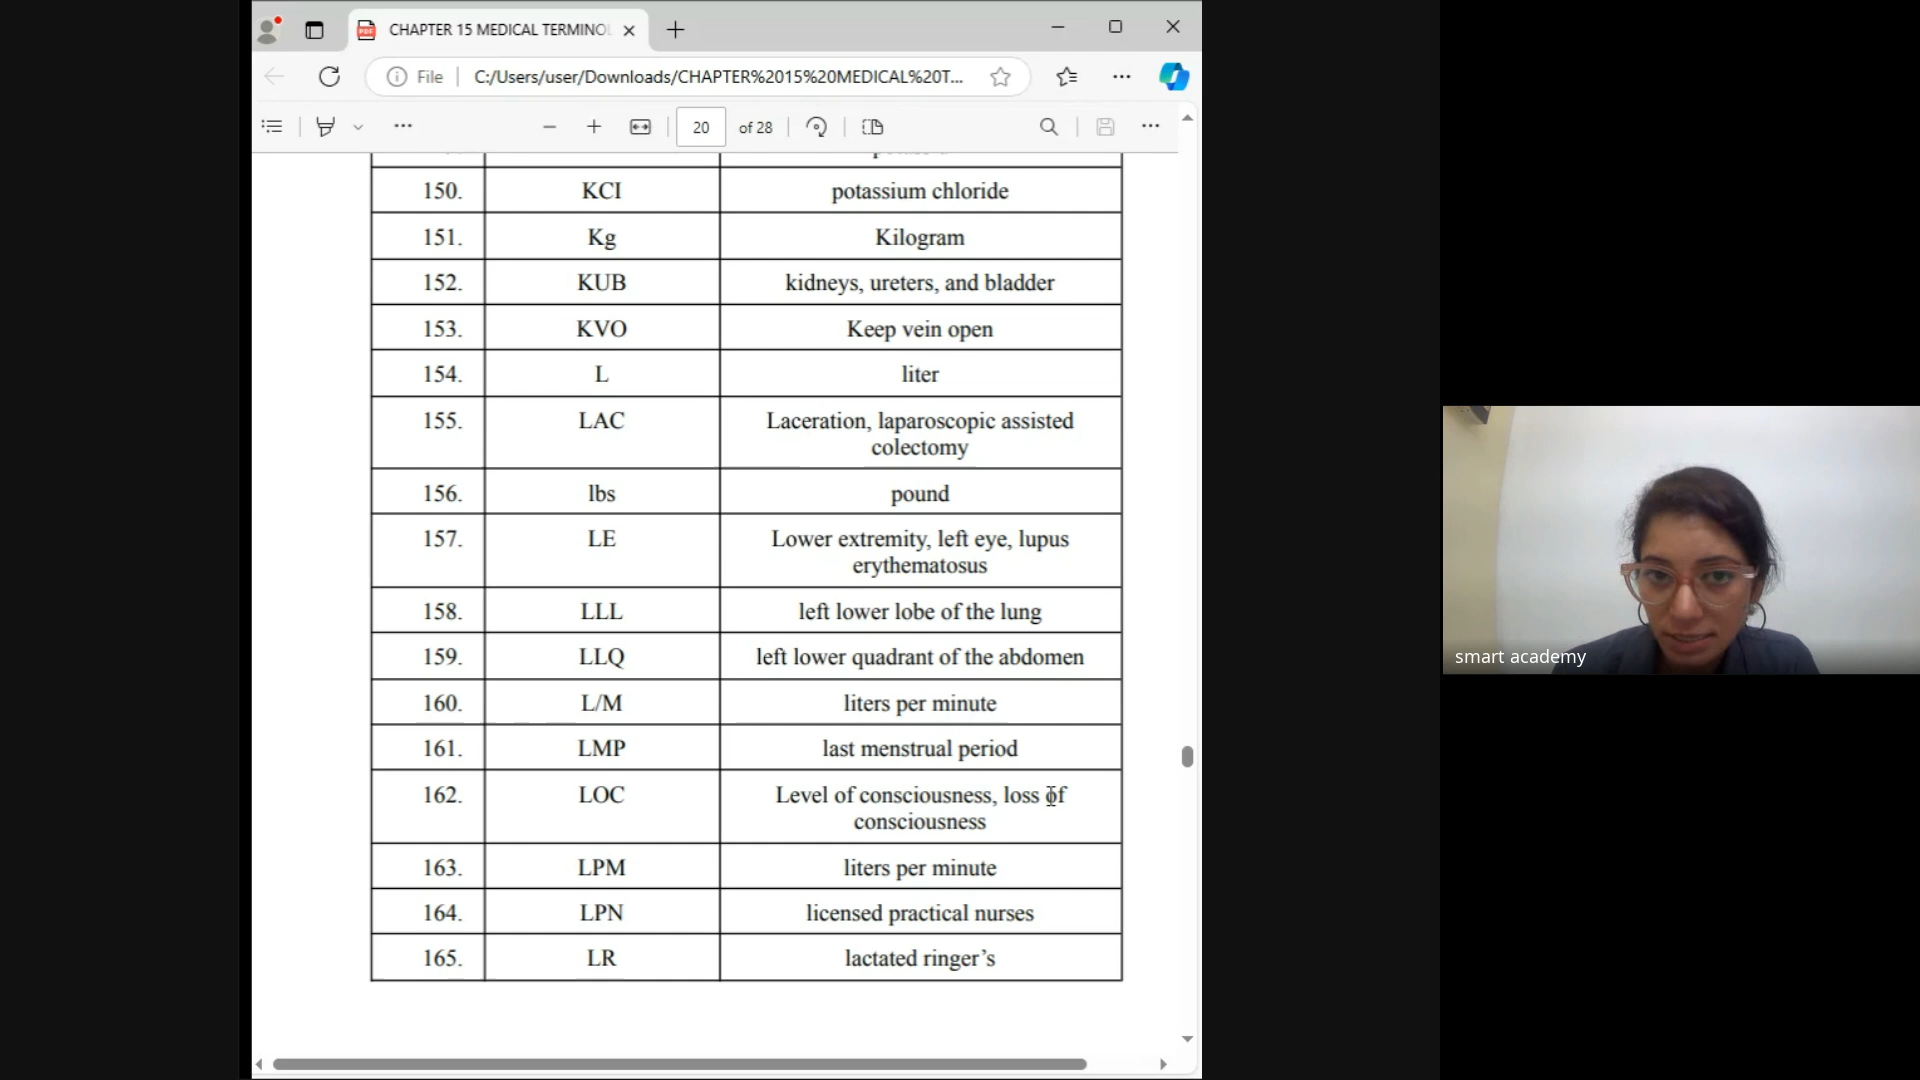 CHAPTER 15 MEDICAL TERMINOL
File
C:/Users/user/Downloads/CHAPTER%2015%20MEDICAL%20T...
20 of 28
150. KCI potassium chloride
151. Kg Kilogram
152. KUB kidneys, ureters, and bladder
153. KVO Keep vein open
154. L liter
155. LAC Laceration, laparoscopic assisted
colectomy
156. lbs pound
157. LE Lower extremity, left eye, lupus
erythematosus
158. LLL left lower lobe of the lung
159. LLQ left lower quadrant of the abdomen
160. L/M liters per minute
161. LMP last menstrual period
162. LOC Level of consciousness, loss of
consciousness
163. LPM liters per minute
164. LPN licensed practical nurses
165. LR lactated ringer’s
smart academy